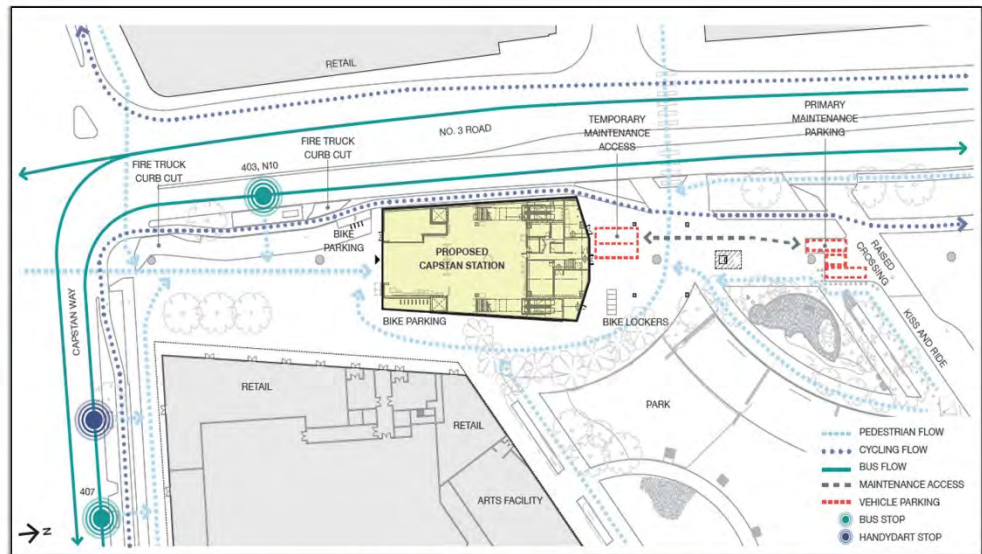 RETAIL
NO. 3 ROAD
TEMPORARY
MAINTENANCE
ACCESS
PRIMARY
MAINTENANCE
PARKING
FIRE TRUCK
CURB CUT
FIRE TRUCK
CURB CUT
403, N10
BIKE
PARKING
PROPOSED
CAPSTAN STATION
RAISED
CROSSING
CAPSTAN WAY
BIKE PARKING
BIKE LOCKERS
KISS AND RIDE
RETAIL
RETAIL
PARK
ARTS FACILITY
407
N
PEDESTRIAN FLOW
CYCLING FLOW
BUS FLOW
MAINTENANCE ACCESS
VEHICLE PARKING
BUS STOP
HANDYDART STOP